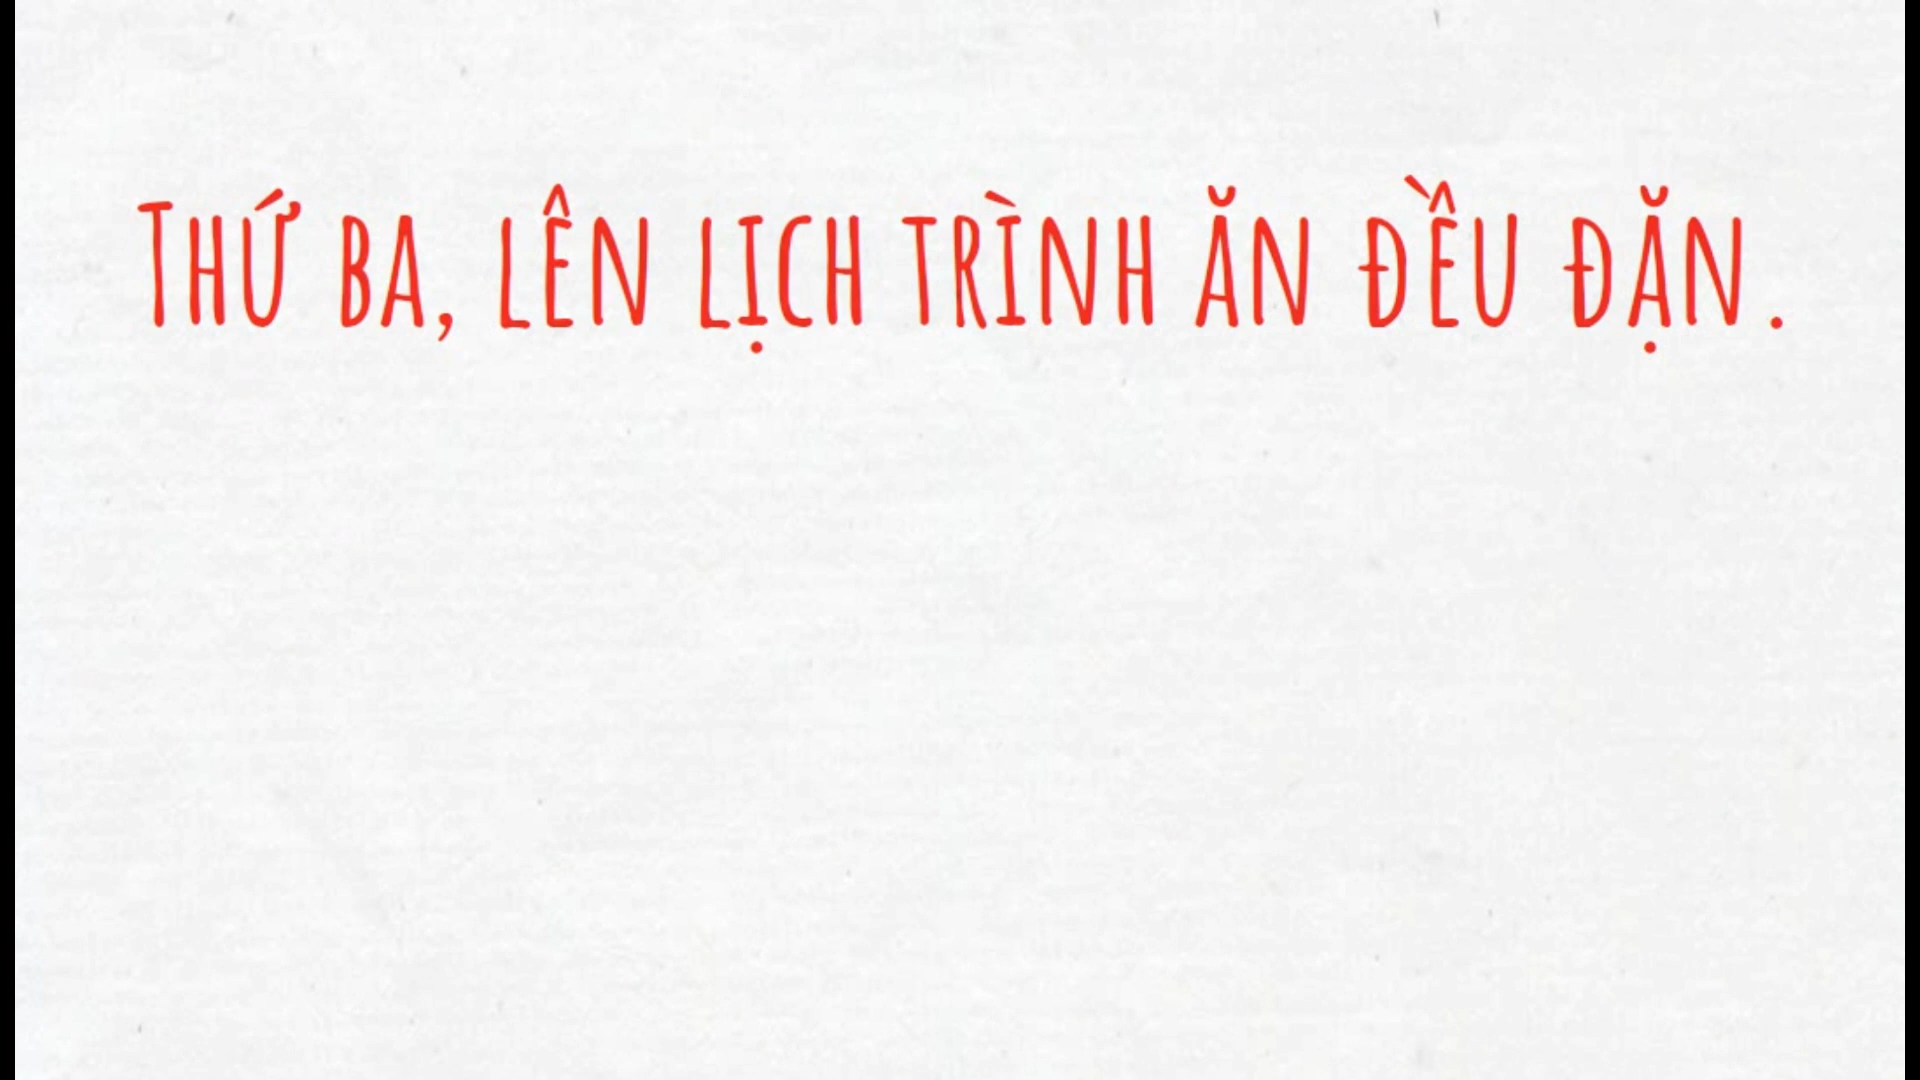 Thứ ba, lên lịch trình ăn đều đặn.